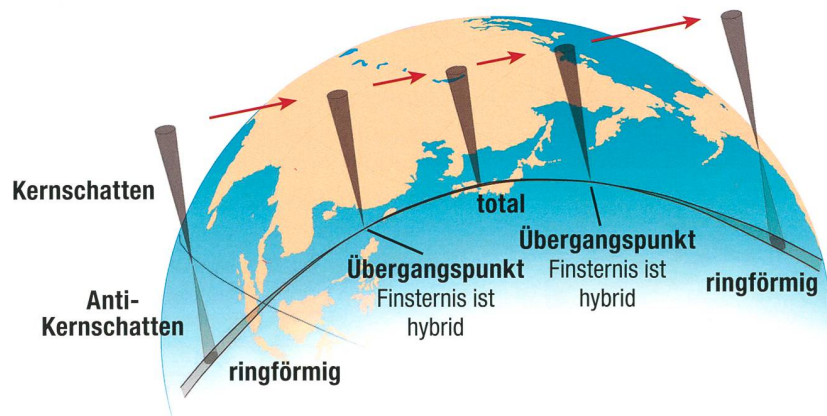 Kernschatten
Anti-
Kernschatten
ringförmig
Übergangspunkt
Finsternis ist
hybrid
total
Übergangspunkt
Finsternis ist
hybrid
ringförmig